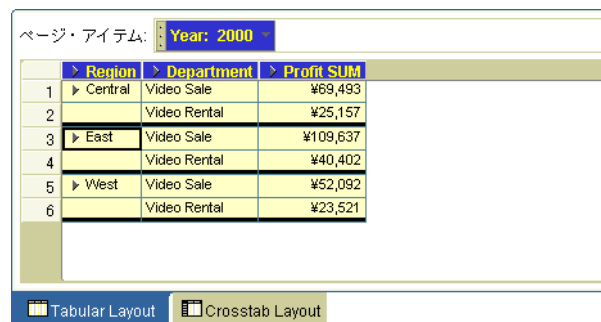 ページ・アイテム: Year: 2000
Region Department Profit SUM
1 Central Video Sale ¥69,493
2 Video Rental ¥25,157
3 East Video Sale ¥109,637
4 Video Rental ¥40,402
5 West Video Sale ¥52,092
6 Video Rental ¥23,521
Tabular Layout Crosstab Layout